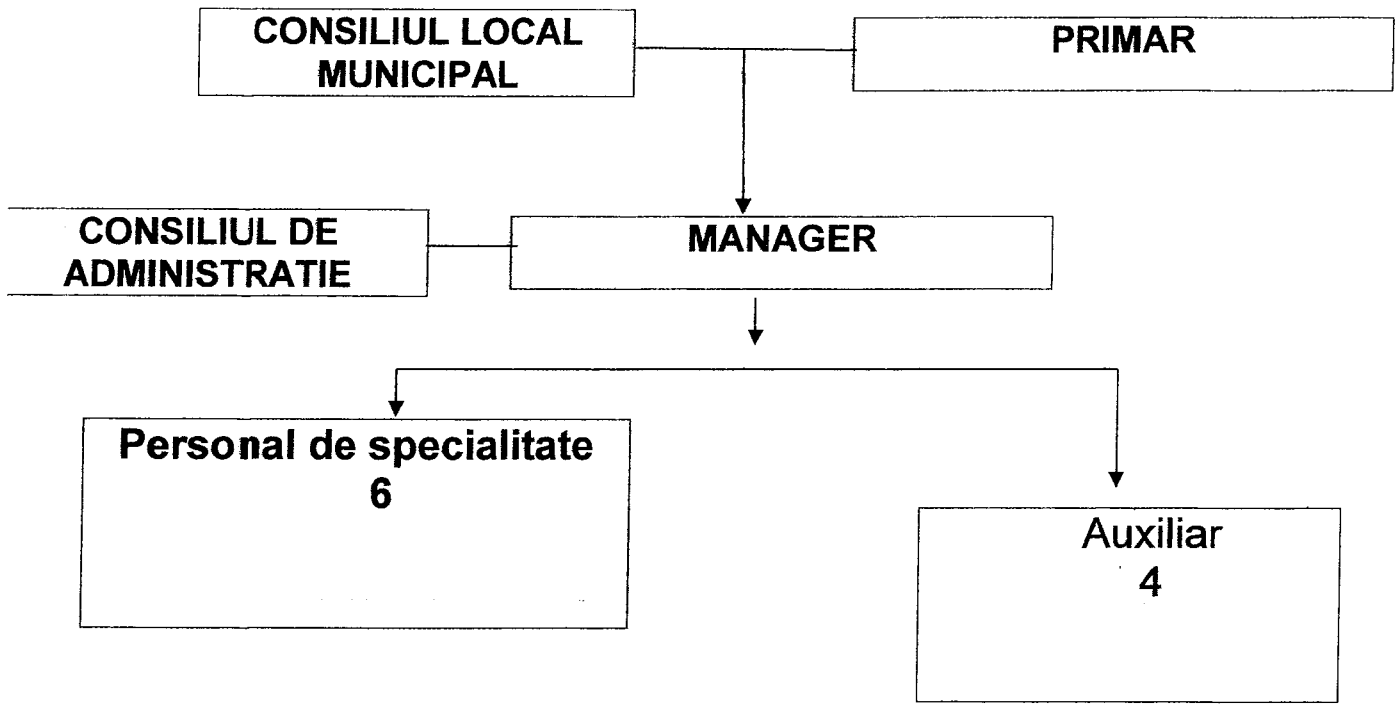 CONSILIUL LOCAL
MUNICIPAL
PRIMAR
CONSILIUL DE
ADMINISTRATIE
MANAGER
Personal de specialitate
6
Auxiliar
4